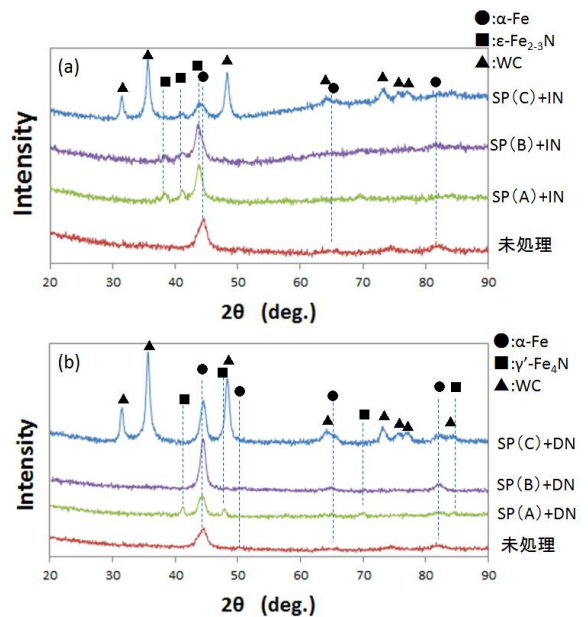 ●:α-Fe
■:ε-Fe2-3N
▲:WC
(a)
SP(C)+IN
SP(B)+IN
SP(A)+IN
未処理
Intensity
20 30 40 50 60 70 80 90
2θ (deg.)
●:α-Fe
■:γ’-Fe4N
▲:WC
(b)
SP(C)+DN
SP(B)+DN
SP(A)+DN
未処理
Intensity
20 30 40 50 60 70 80 90
2θ (deg.)